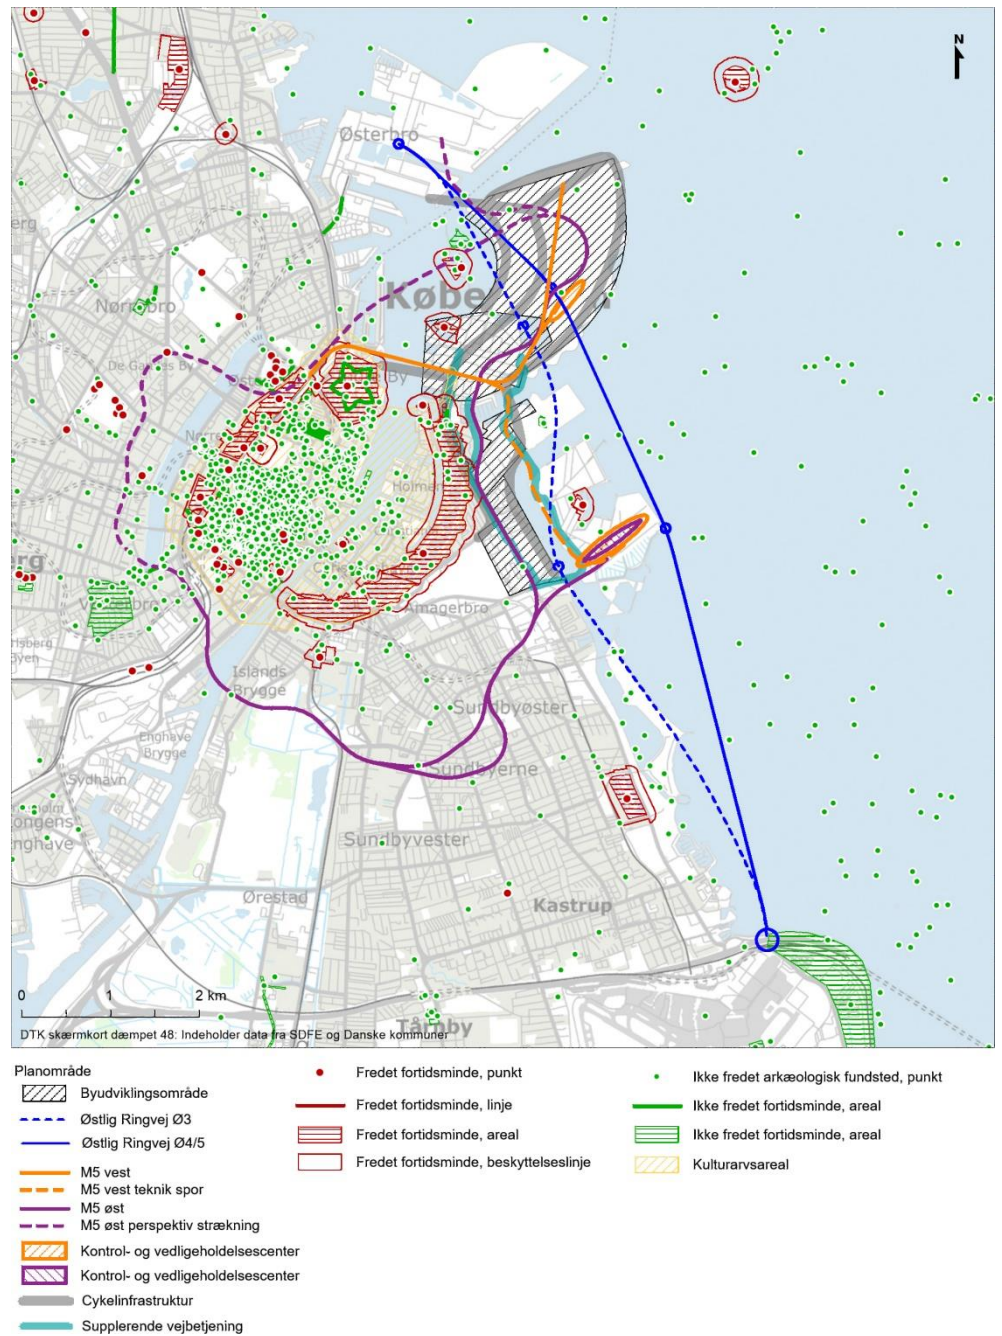 N
Østerbro
Nørrebro
De Gamles By
Holmen
Amagerbro
Islands
Brygge
Sundbyøster
Enghave
Brygge
Sundbyerne
Sydhavn
Sundbyvester
Ørestad
Kastrup
Tårnby
0 1 2 km
DTK skærmkort dæmpet 48: Indeholder data fra SDFE og Danske kommuner
Planområde
Byudviklingsområde
Østlig Ringvej Ø3
Østlig Ringvej Ø4/5
M5 vest
M5 vest teknik spor
M5 øst
M5 øst perspektiv strækning
Kontrol- og vedligeholdelsescenter
Kontrol- og vedligeholdelsescenter
Cykelinfrastruktur
Supplerende vejbetjening
Fredet fortidsminde, punkt
Fredet fortidsminde, linje
Fredet fortidsminde, areal
Fredet fortidsminde, beskyttelseslinje
Ikke fredet arkæologisk fundsted, punkt
Ikke fredet fortidsminde, areal
Ikke fredet fortidsminde, areal
Kulturarvsareal